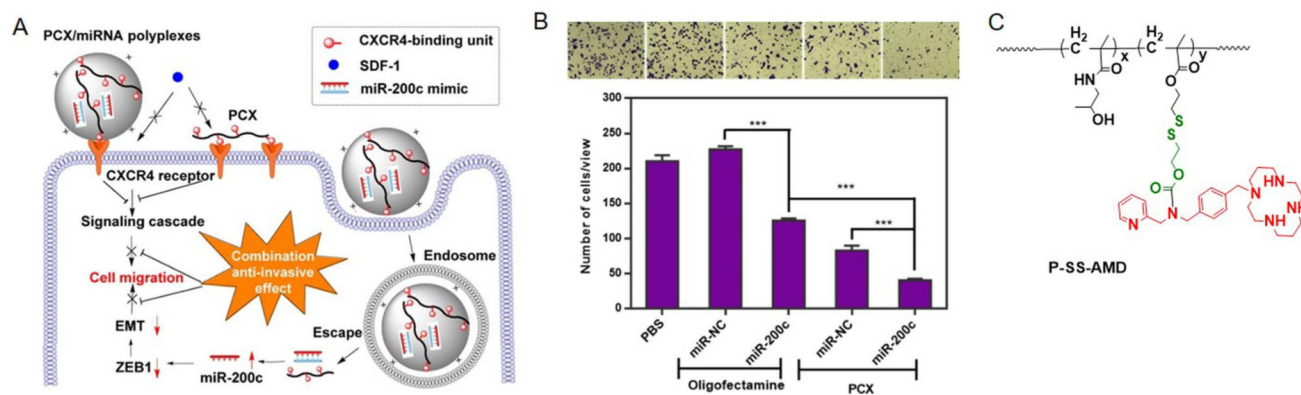 A
PCX/miRNA polyplexes
CXCR4-binding unit
SDF-1
miR-200c mimic
PCX
CXCR4 receptor
Signaling cascade
Cell migration
Combination
anti-invasive
effect
Endosome
Escape
EMT
ZEB1
miR-200c
B
Number of cells/view
300
250
200
150
100
50
0
***
***
***
PBS
miR-NC
miR-200c
miR-NC
miR-200c
Oligofectamine
PCX
C
H2
C
x
H2
C
y
HN
O
O
O
OH
S
S
O
O
N
N
N
HN
NH
NH
P-SS-AMD